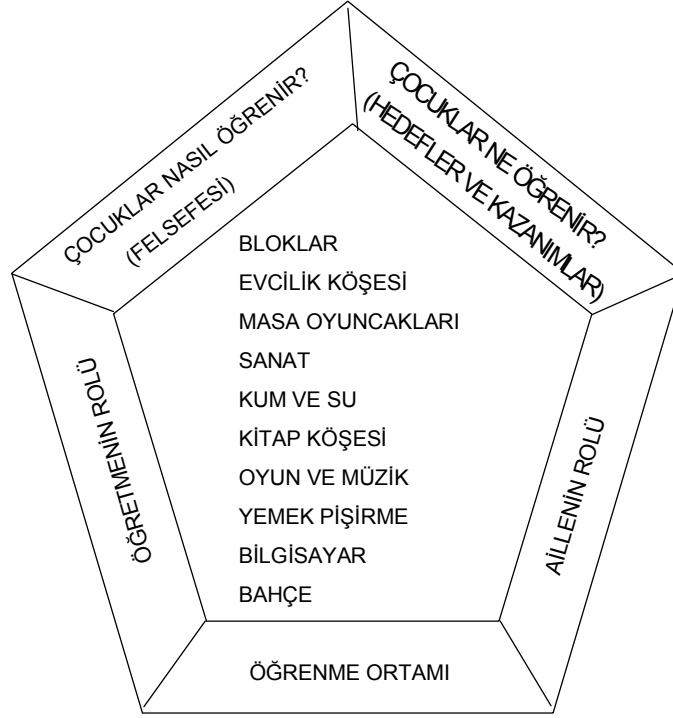 ÇOCUKLAR NASIL ÖĞRENİR?
(FELSEFESİ)
ÇOCUKLAR NE ÖĞRENİR?
(HEDEFLER VE KAZANIMLAR)
BLOKLAR
EVCİLİK KÖŞESİ
MASA OYUNCAKLARI
SANAT
KUM VE SU
KİTAP KÖŞESİ
OYUN VE MÜZİK
YEMEK PİŞİRME
BİLGİSAYAR
BAHÇE
ÖĞRETMENİN ROLÜ
AİLLENİN ROLÜ
ÖĞRENME ORTAMI